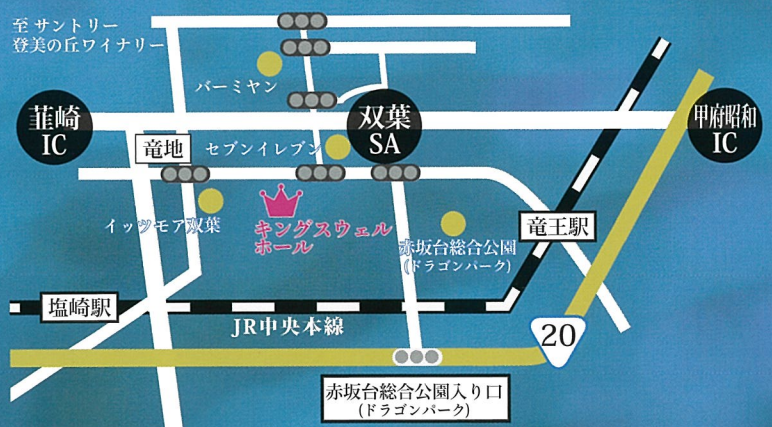 至 サントリー
登美の丘ワイナリー
バーミヤン
韮崎
IC
双葉
SA
甲府昭和
IC
竜地
セブンイレブン
イッツモア双葉
キングスウェル
ホール
赤坂台総合公園
(ドラゴンパーク)
竜王駅
塩崎駅
JR中央本線
20
赤坂台総合公園入り口
(ドラゴンパーク)